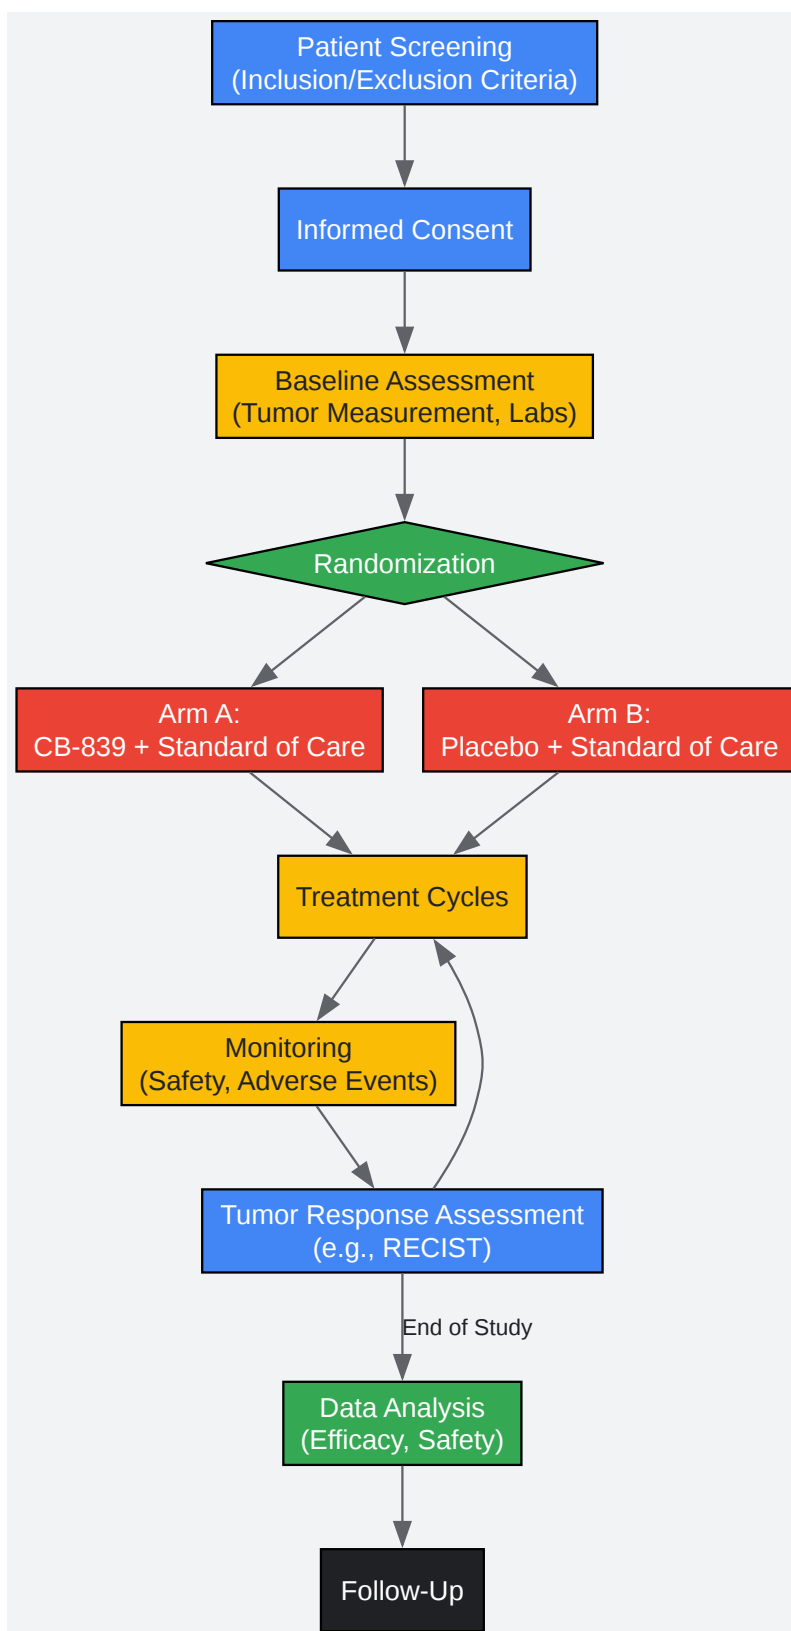 Patient Screening
(Inclusion/Exclusion Criteria)
Informed Consent
Baseline Assessment
(Tumor Measurement, Labs)
Randomization
Arm A:
CB-839 + Standard of Care
Arm B:
Placebo + Standard of Care
Treatment Cycles
Monitoring
(Safety, Adverse Events)
Tumor Response Assessment
(e.g., RECIST)
End of Study
Data Analysis
(Efficacy, Safety)
Follow-Up